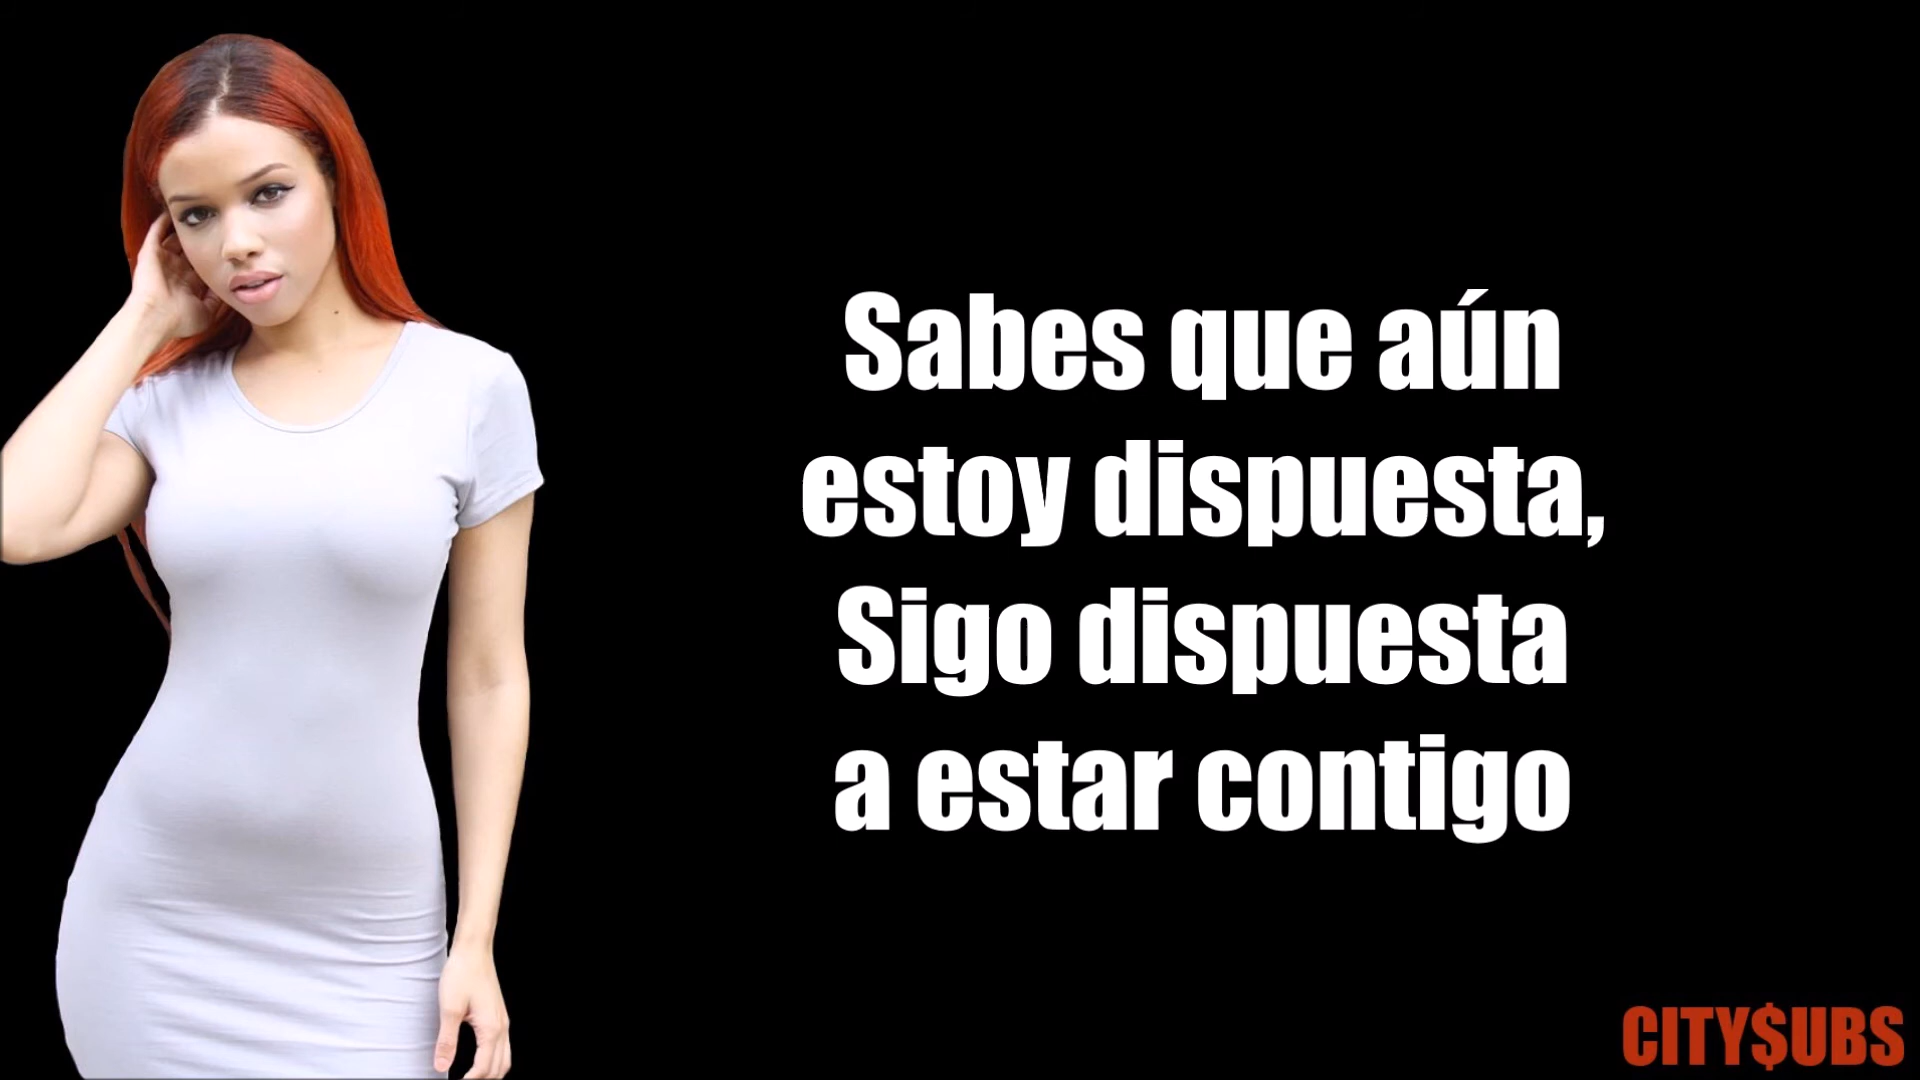 Sabes que aún
estoy dispuesta,
Sigo dispuesta
a estar contigo
CITY$UBS